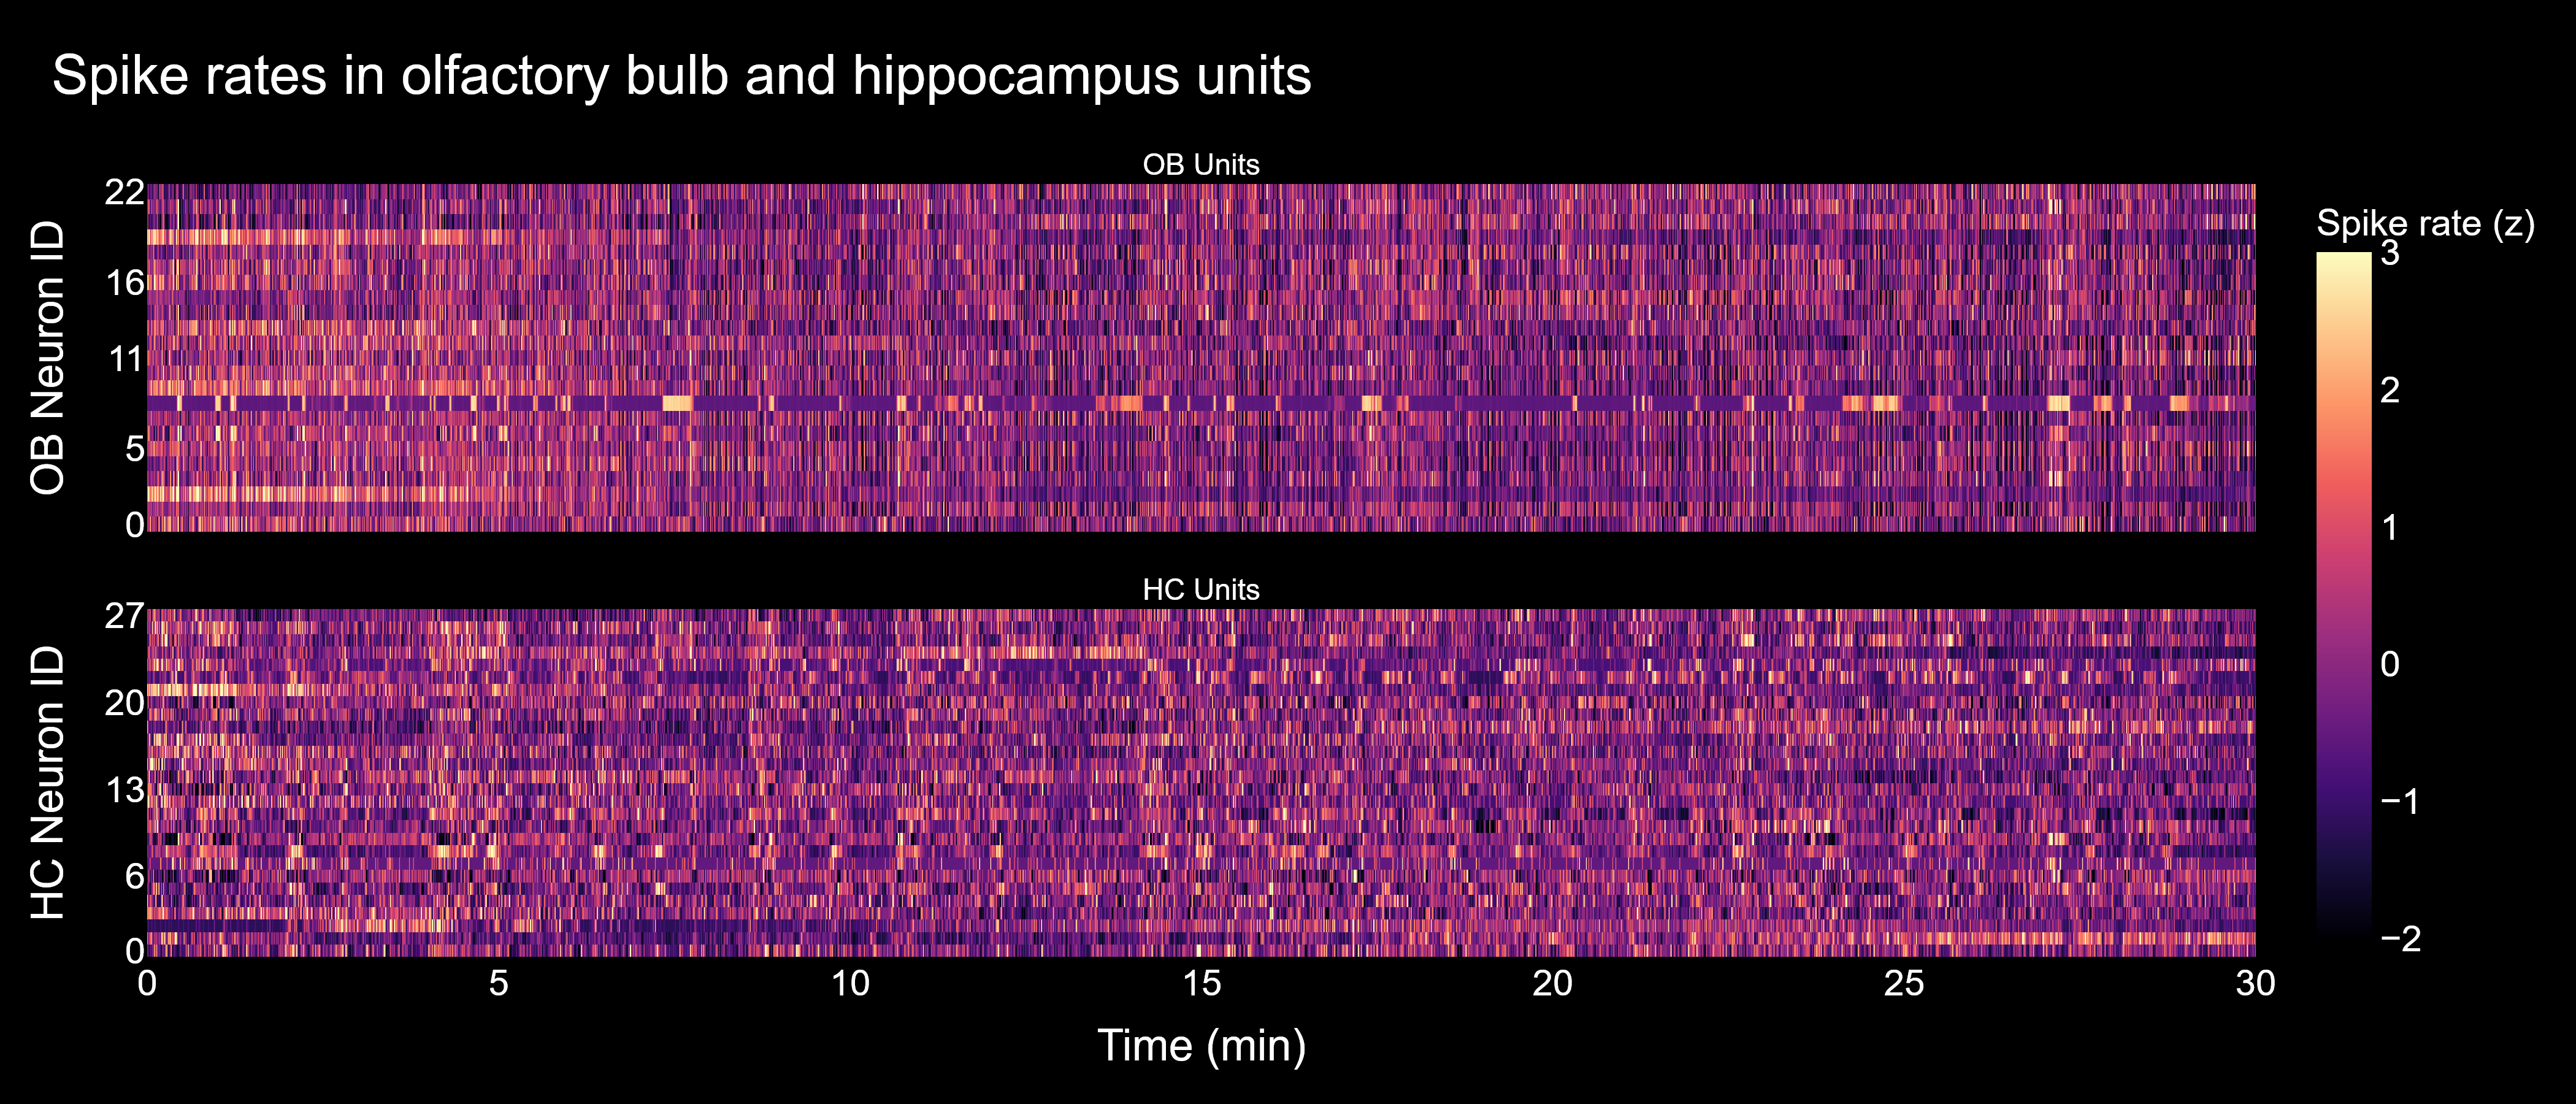 Spike rates in olfactory bulb and hippocampus units
OB Units
OB Neuron ID
22
16
11
5
0
Spike rate (z)
3
2
1
0
−1
−2
HC Units
HC Neuron ID
27
20
13
6
0
0 5 10 15 20 25 30
Time (min)